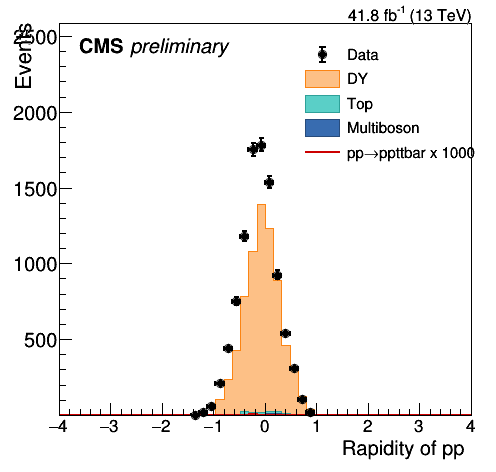 41.8 fb⁻¹ (13 TeV)
Events
2500
CMS preliminary
Data
DY
Top
Multiboson
pp→ppttbar x 1000
2000
1500
1000
500
−4 −3 −2 −1 0 1 2 3 4
Rapidity of pp